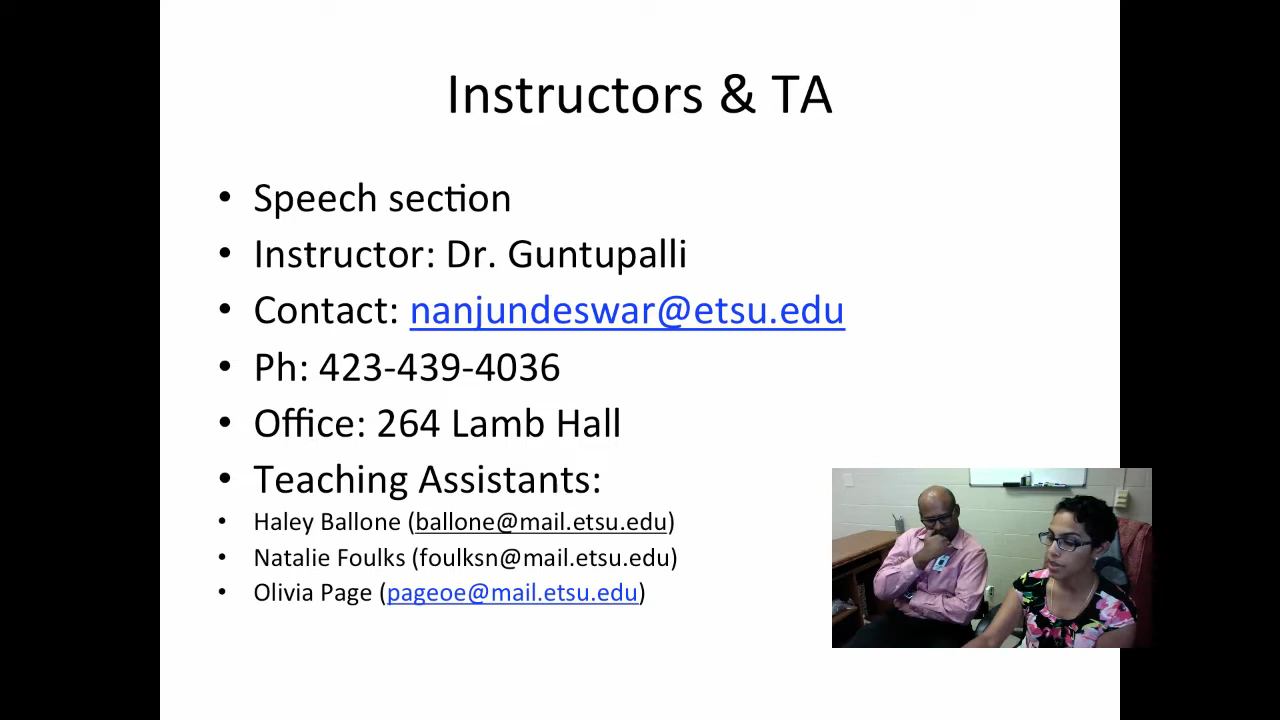 Instructors & TA
• Speech section
• Instructor: Dr. Guntupalli
• Contact: nanjundeswar@etsu.edu
• Ph: 423-439-4036
• Office: 264 Lamb Hall
• Teaching Assistants:
• Haley Ballone (ballone@mail.etsu.edu)
• Natalie Foulks (foulksn@mail.etsu.edu)
• Olivia Page (pageoe@mail.etsu.edu)